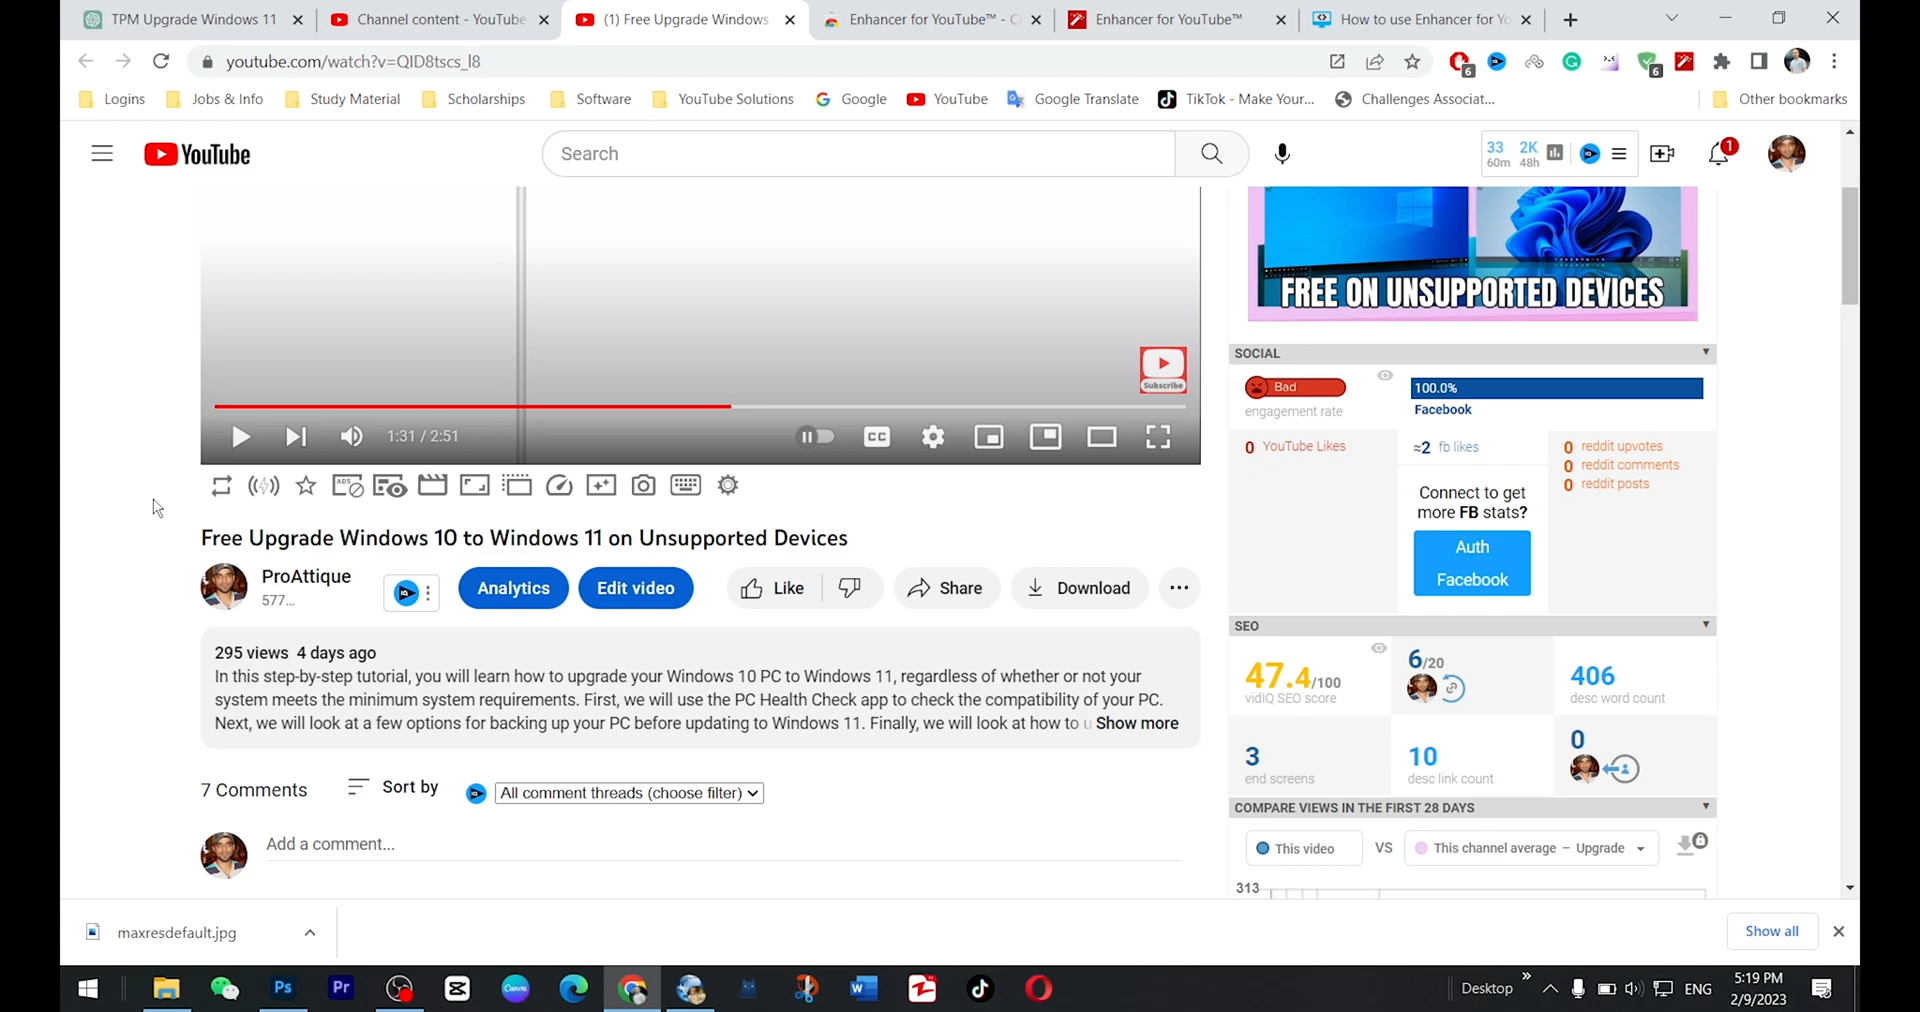 TPM Upgrade Windows 11
Channel content - YouTube
(1) Free Upgrade Windows
Enhancer for YouTube™ - C
Enhancer for YouTube™
How to use Enhancer for Yo
youtube.com/watch?v=QID8tscs_I8
6
6
Logins
Jobs & Info
Study Material
Scholarships
Software
YouTube Solutions
Google
YouTube
Google Translate
TikTok - Make Your...
Challenges Associat...
Other bookmarks
YouTube
Search
33 2K
60m 48h
1
FREE ON UNSUPPORTED DEVICES
Subscribe
1:31 / 2:51
CC
SOCIAL
Bad
engagement rate
100.0%
Facebook
0 YouTube Likes
≈2 fb likes
0 reddit upvotes
0 reddit comments
0 reddit posts
Connect to get
more FB stats?
Auth
Facebook
ADS
Free Upgrade Windows 10 to Windows 11 on Unsupported Devices
ProAttique
577...
Analytics
Edit video
Like
Share
Download
295 views 4 days ago
In this step-by-step tutorial, you will learn how to upgrade your Windows 10 PC to Windows 11, regardless of whether or not your
system meets the minimum system requirements. First, we will use the PC Health Check app to check the compatibility of your PC.
Next, we will look at a few options for backing up your PC before updating to Windows 11. Finally, we will look at how to u Show more
SEO
47.4/100
vidIQ SEO score
6/20
406
desc word count
3
end screens
10
desc link count
0
7 Comments
Sort by
All comment threads (choose filter)
Add a comment...
COMPARE VIEWS IN THE FIRST 28 DAYS
This video
VS
This channel average – Upgrade
313
maxresdefault.jpg
Show all
Ps
Pr
Canva
W
Desktop
ENG
5:19 PM
2/9/2023